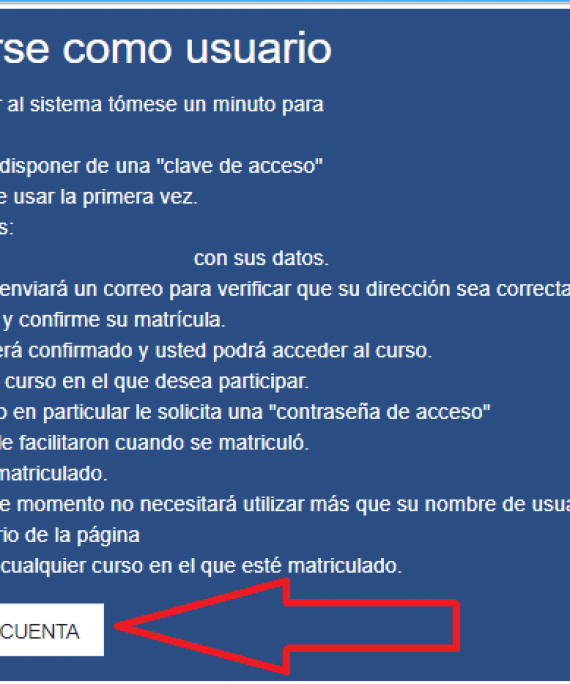 rse como usuario
r al sistema tómese un minuto para
disponer de una "clave de acceso"
e usar la primera vez.
s:
con sus datos.
enviará un correo para verificar que su dirección sea correcta
y confirme su matrícula.
erá confirmado y usted podrá acceder al curso.
curso en el que desea participar.
o en particular le solicita una "contraseña de acceso"
le facilitaron cuando se matriculó.
matriculado.
e momento no necesitará utilizar más que su nombre de usua
rio de la página
cualquier curso en el que esté matriculado.
CUENTA